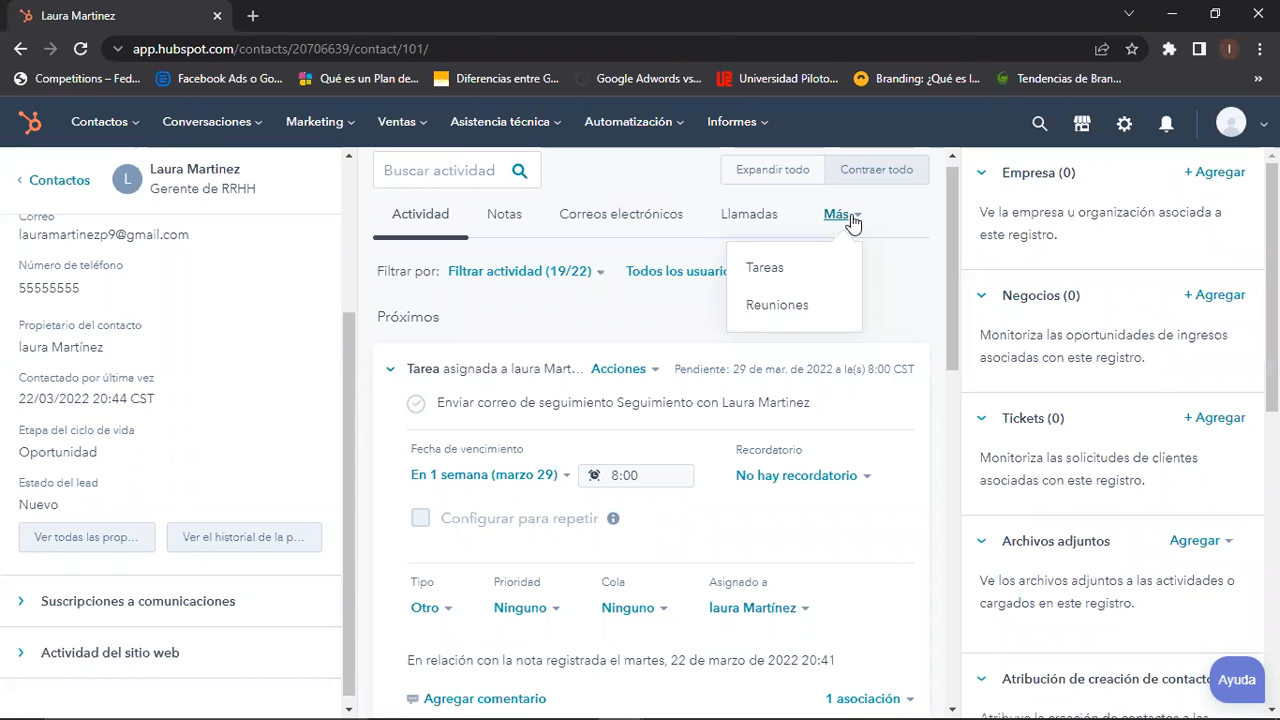 Laura Martinez
app.hubspot.com/contacts/20706639/contact/101/
I
Competitions – Fed...
Facebook Ads o Go...
Qué es un Plan de...
Diferencias entre G...
Google Adwords vs...
Universidad Piloto...
Branding: ¿Qué es l...
Tendencias de Bran...
»
Contactos
Conversaciones
Marketing
Ventas
Asistencia técnica
Automatización
Informes
Contactos
L
Laura Martinez
Gerente de RRHH
Correo
lauramartinezp9@gmail.com
Número de teléfono
55555555
Propietario del contacto
laura Martínez
Contactado por última vez
22/03/2022 20:44 CST
Etapa del ciclo de vida
Oportunidad
Estado del lead
Nuevo
Ver todas las prop...
Ver el historial de la p...
Suscripciones a comunicaciones
Actividad del sitio web
Buscar actividad
Expandir todo
Contraer todo
Actividad
Notas
Correos electrónicos
Llamadas
Más
Tareas
Reuniones
Filtrar por:
Filtrar actividad (19/22)
Todos los usuario
Próximos
Tarea asignada a laura Mart...
Acciones
Pendiente: 29 de mar. de 2022 a la(s) 8:00 CST
Enviar correo de seguimiento Seguimiento con Laura Martinez
Fecha de vencimiento
En 1 semana (marzo 29)
8:00
Recordatorio
No hay recordatorio
Configurar para repetir
Tipo
Otro
Prioridad
Ninguno
Cola
Ninguno
Asignado a
laura Martínez
En relación con la nota registrada el martes, 22 de marzo de 2022 20:41
Agregar comentario
1 asociación
Empresa (0)
+ Agregar
Ve la empresa u organización asociada a
este registro.
Negocios (0)
+ Agregar
Monitoriza las oportunidades de ingresos
asociadas con este registro.
Tickets (0)
+ Agregar
Monitoriza las solicitudes de clientes
asociadas con este registro.
Archivos adjuntos
Agregar
Ve los archivos adjuntos a las actividades o
cargados en este registro.
Atribución de creación de contacto
Ayuda